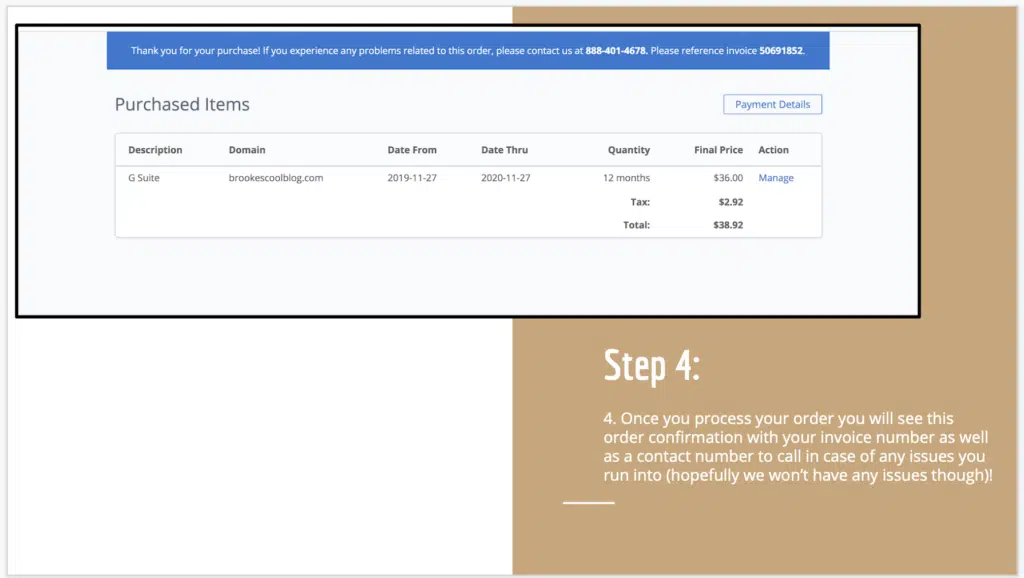 Thank you for your purchase! If you experience any problems related to this order, please contact us at 888-401-4678. Please reference invoice 50691852.
Purchased Items
Payment Details
Description Domain Date From Date Thru Quantity Final Price Action
G Suite brookescoolblog.com 2019-11-27 2020-11-27 12 months $36.00 Manage
Tax: $2.92
Total: $38.92
Step 4:
4. Once you process your order you will see this
order confirmation with your invoice number as well
as a contact number to call in case of any issues you
run into (hopefully we won’t have any issues though)!